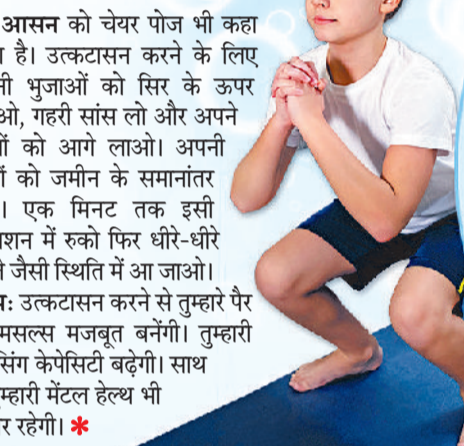 आसन को चेयर पोज भी कहा
है। उत्कटासन करने के लिए
भुजाओं को सिर के ऊपर
गहरी सांस लो और अपने
को आगे लाओ। अपनी
को जमीन के समानांतर
। एक मिनट तक इसी
में रुको फिर धीरे-धीरे
जैसी स्थिति में आ जाओ।
उत्कटासन करने से तुम्हारे पैर
मसल्स मजबूत बनेंगी। तुम्हारी
केपेसिटी बढ़ेगी। साथ
मेंटल हेल्थ भी
रहेगी। *